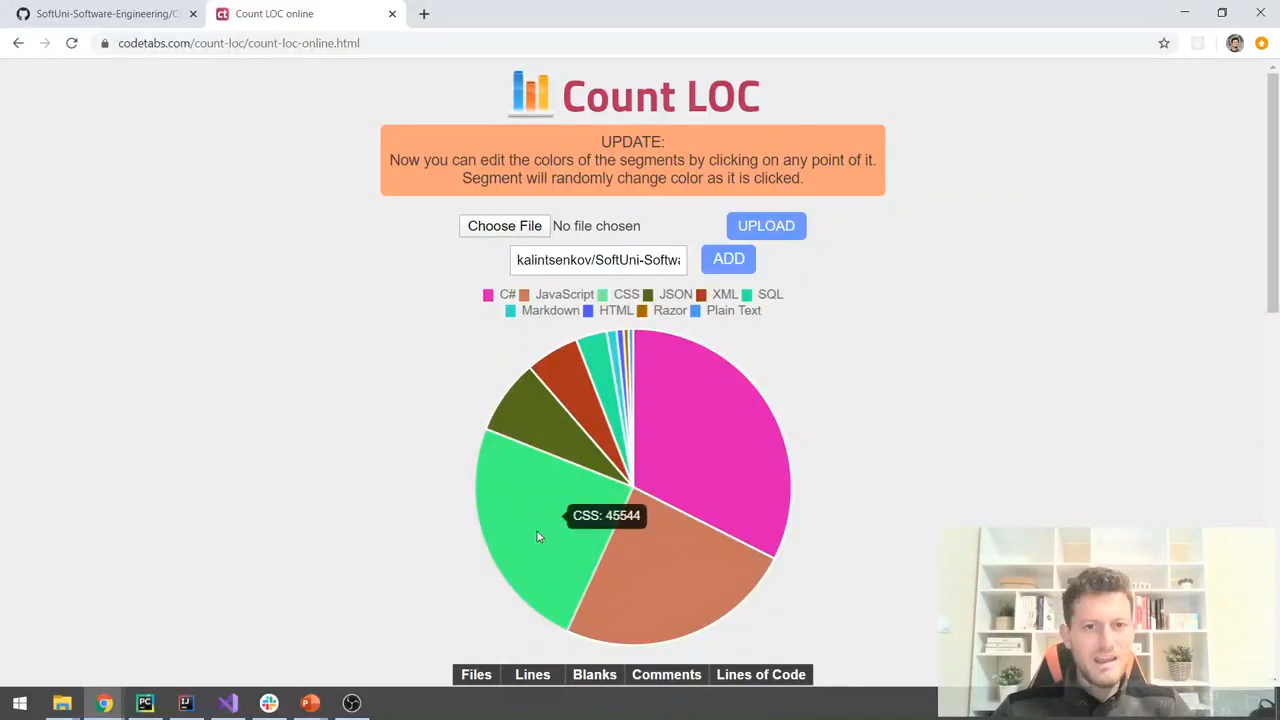 SoftUni-Software-Engineering/C
Count LOC online
codetabs.com/count-loc/count-loc-online.html
Count LOC
UPDATE:
Now you can edit the colors of the segments by clicking on any point of it.
Segment will randomly change color as it is clicked.
Choose File No file chosen UPLOAD
kalintsenkov/SoftUni-Softwa ADD
C# JavaScript CSS JSON XML SQL
Markdown HTML Razor Plain Text
CSS: 45544
Files Lines Blanks Comments Lines of Code